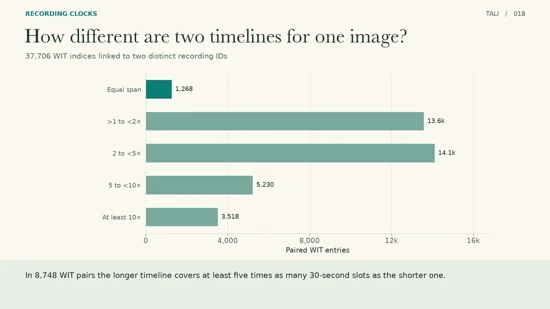 RECORDING CLOCKS
TALI / 018
How different are two timelines for one image?
37,706 WIT indices linked to two distinct recording IDs
Equal span 1,268
>1 to <2× 13.6k
2 to <5× 14.1k
5 to <10× 5,230
At least 10× 3,518
0 4,000 8,000 12k 16k
Paired WIT entries
In 8,748 WIT pairs the longer timeline covers at least five times as many 30-second slots as the shorter one.